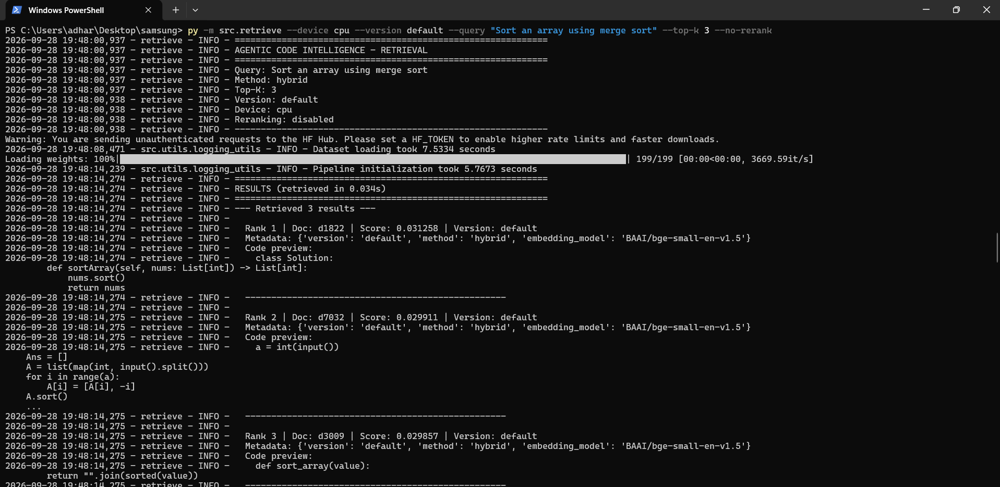 Windows PowerShell
PS C:\Users\adhar\Desktop\samsung> py -m src.retrieve --device cpu --version default --query "Sort an array using merge sort" --top-k 3 --no-rerank
2026-09-28 19:48:00,937 - retrieve - INFO - ============================================================
2026-09-28 19:48:00,937 - retrieve - INFO - AGENTIC CODE INTELLIGENCE - RETRIEVAL
2026-09-28 19:48:00,937 - retrieve - INFO - ============================================================
2026-09-28 19:48:00,937 - retrieve - INFO - Query: Sort an array using merge sort
2026-09-28 19:48:00,937 - retrieve - INFO - Method: hybrid
2026-09-28 19:48:00,937 - retrieve - INFO - Top-K: 3
2026-09-28 19:48:00,938 - retrieve - INFO - Version: default
2026-09-28 19:48:00,938 - retrieve - INFO - Device: cpu
2026-09-28 19:48:00,938 - retrieve - INFO - Reranking: disabled
2026-09-28 19:48:00,938 - retrieve - INFO - ------------------------------------------------------------
Warning: You are sending unauthenticated requests to the HF Hub. Please set a HF_TOKEN to enable higher rate limits and faster downloads.
2026-09-28 19:48:08,471 - src.utils.logging_utils - INFO - Dataset loading took 7.5334 seconds
Loading weights: 100%| | 199/199 [00:00<00:00, 3669.59it/s]
2026-09-28 19:48:14,239 - src.utils.logging_utils - INFO - Pipeline initialization took 5.7673 seconds
2026-09-28 19:48:14,274 - retrieve - INFO - ============================================================
2026-09-28 19:48:14,274 - retrieve - INFO - RESULTS (retrieved in 0.034s)
2026-09-28 19:48:14,274 - retrieve - INFO - ============================================================
2026-09-28 19:48:14,274 - retrieve - INFO - --- Retrieved 3 results ---
2026-09-28 19:48:14,274 - retrieve - INFO -
2026-09-28 19:48:14,274 - retrieve - INFO -   Rank 1 | Doc: d1822 | Score: 0.031258 | Version: default
2026-09-28 19:48:14,274 - retrieve - INFO -   Metadata: {'version': 'default', 'method': 'hybrid', 'embedding_model': 'BAAI/bge-small-en-v1.5'}
2026-09-28 19:48:14,274 - retrieve - INFO -   Code preview:
2026-09-28 19:48:14,274 - retrieve - INFO -     class Solution:
        def sortArray(self, nums: List[int]) -> List[int]:
            nums.sort()
            return nums
2026-09-28 19:48:14,274 - retrieve - INFO -   --------------------------------------------------
2026-09-28 19:48:14,274 - retrieve - INFO -
2026-09-28 19:48:14,275 - retrieve - INFO -   Rank 2 | Doc: d7032 | Score: 0.029911 | Version: default
2026-09-28 19:48:14,275 - retrieve - INFO -   Metadata: {'version': 'default', 'method': 'hybrid', 'embedding_model': 'BAAI/bge-small-en-v1.5'}
2026-09-28 19:48:14,275 - retrieve - INFO -   Code preview:
2026-09-28 19:48:14,275 - retrieve - INFO -     a = int(input())
    Ans = []
    A = list(map(int, input().split()))
    for i in range(a):
        A[i] = [A[i], -i]
    A.sort()
    ...
2026-09-28 19:48:14,275 - retrieve - INFO -   --------------------------------------------------
2026-09-28 19:48:14,275 - retrieve - INFO -
2026-09-28 19:48:14,275 - retrieve - INFO -   Rank 3 | Doc: d3009 | Score: 0.029857 | Version: default
2026-09-28 19:48:14,275 - retrieve - INFO -   Metadata: {'version': 'default', 'method': 'hybrid', 'embedding_model': 'BAAI/bge-small-en-v1.5'}
2026-09-28 19:48:14,275 - retrieve - INFO -   Code preview:
2026-09-28 19:48:14,275 - retrieve - INFO -     def sort_array(value):
        return "".join(sorted(value))
2026-09-28 19:48:14,275 - retrieve - INFO -   --------------------------------------------------